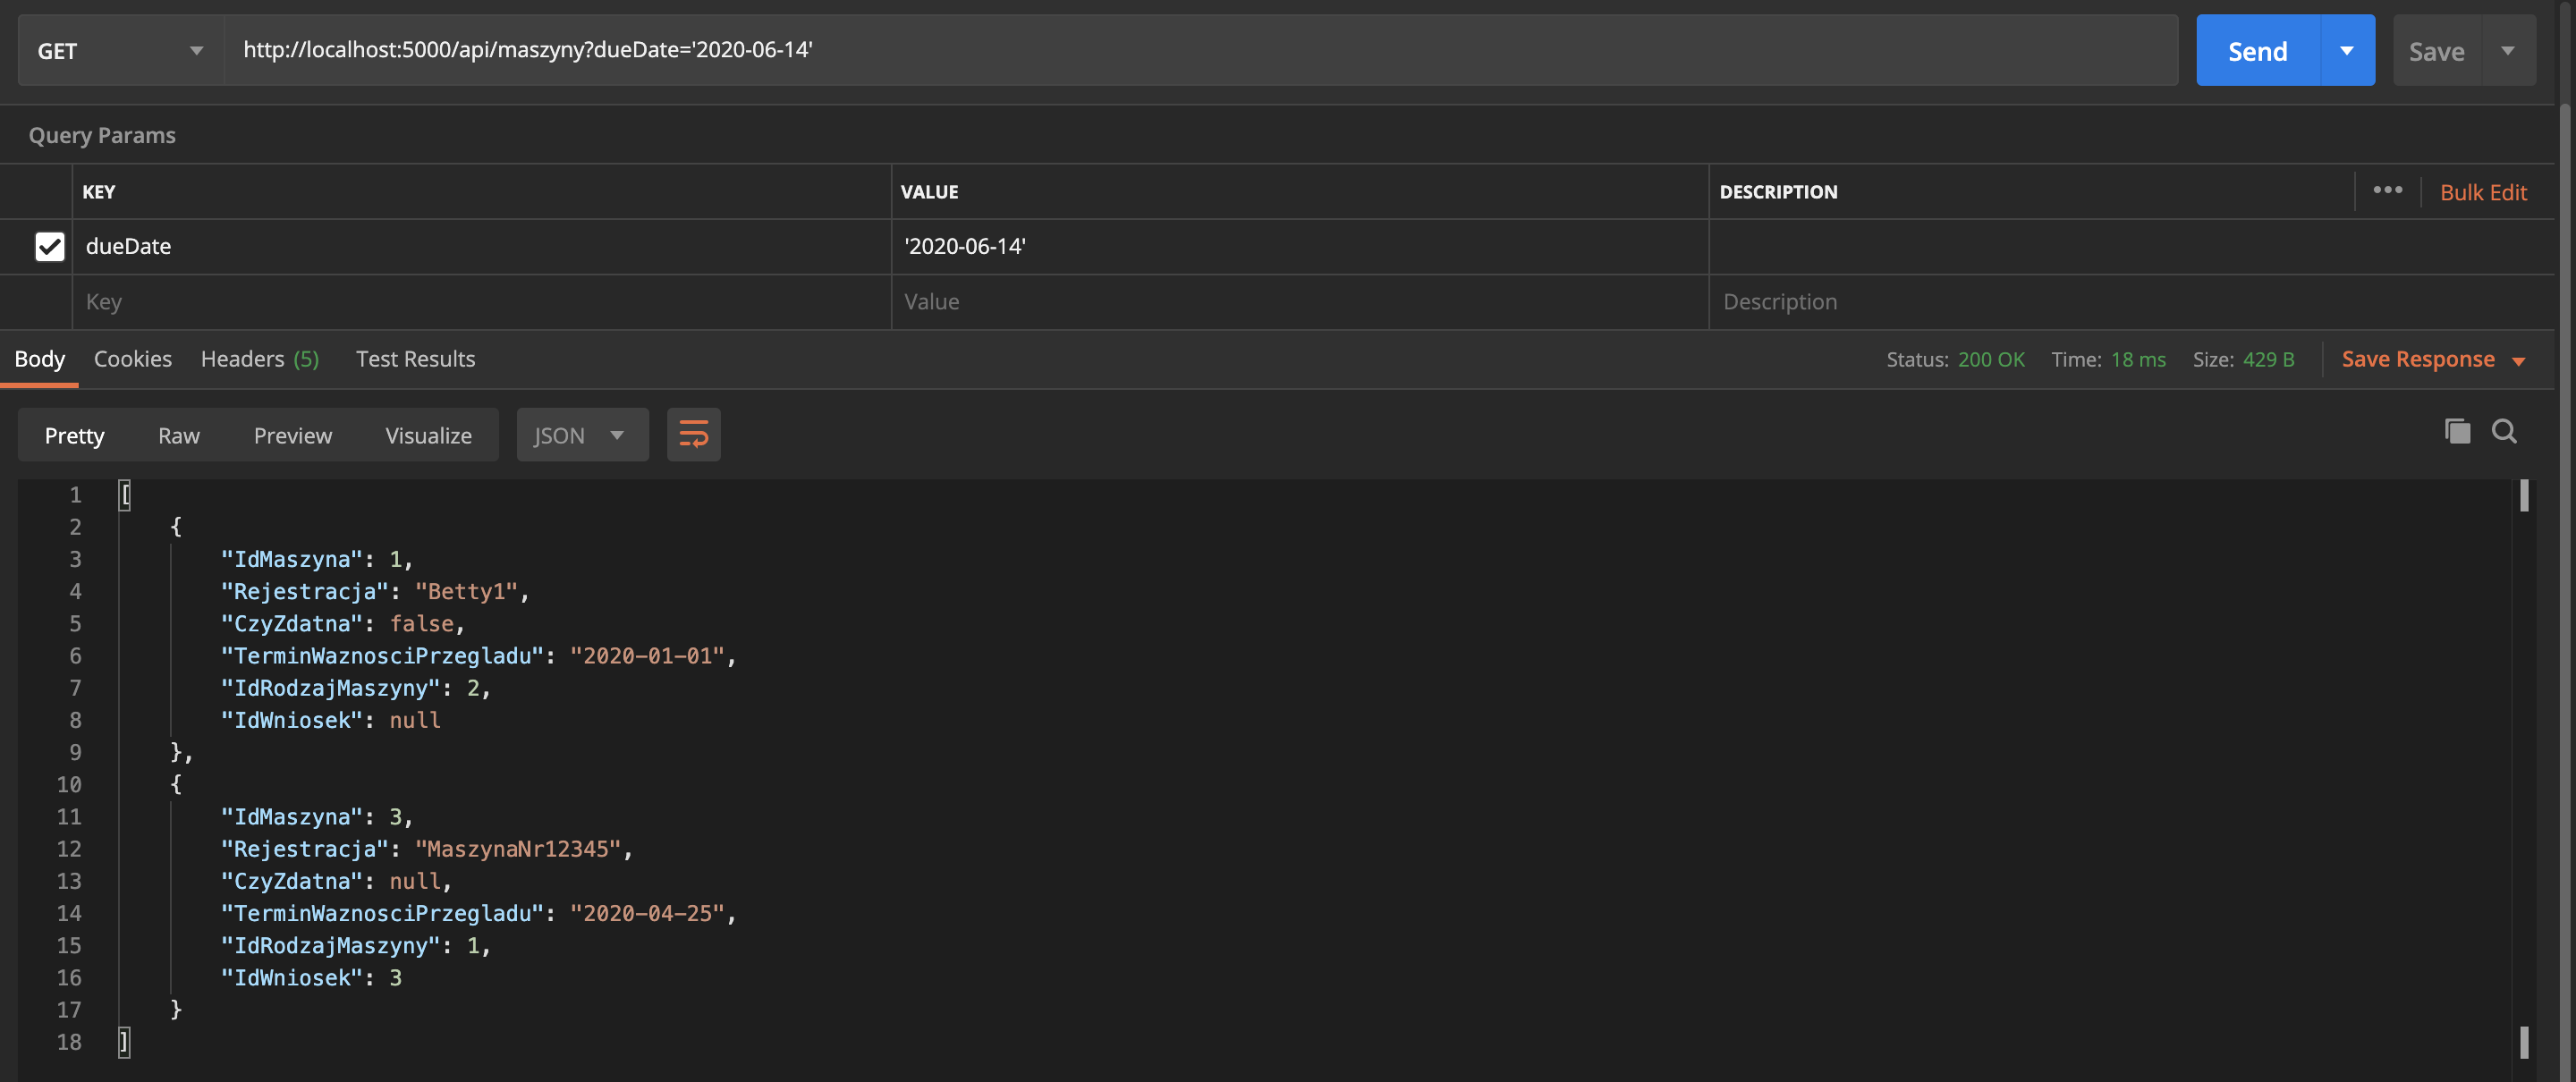 GET http://localhost:5000/api/maszyny?dueDate='2020-06-14' Send Save
Query Params
KEY VALUE DESCRIPTION ••• Bulk Edit
dueDate '2020-06-14'
Key Value Description
Body Cookies Headers (5) Test Results Status: 200 OK Time: 18 ms Size: 429 B Save Response
Pretty Raw Preview Visualize JSON
1 [
2 {
3 "IdMaszyna": 1,
4 "Rejestracja": "Betty1",
5 "CzyZdatna": false,
6 "TerminWaznosciPrzegladu": "2020-01-01",
7 "IdRodzajMaszyny": 2,
8 "IdWniosek": null
9 },
10 {
11 "IdMaszyna": 3,
12 "Rejestracja": "MaszynaNr12345",
13 "CzyZdatna": null,
14 "TerminWaznosciPrzegladu": "2020-04-25",
15 "IdRodzajMaszyny": 1,
16 "IdWniosek": 3
17 }
18 ]